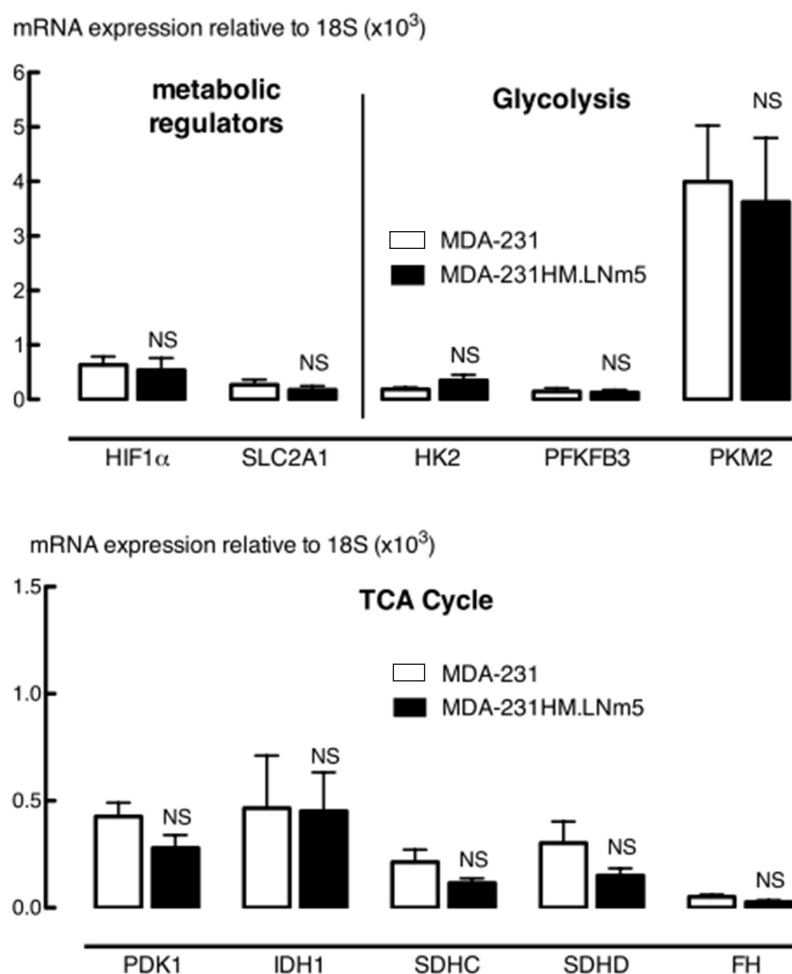 mRNA expression relative to 18S (x10³)
6
metabolic
regulators
Glycolysis
NS
5
4
3
MDA-231
MDA-231HM.LNm5
2
1
NS
NS
NS
NS
0
HIF1α SLC2A1 HK2 PFKFB3 PKM2
mRNA expression relative to 18S (x10³)
1.5
TCA Cycle
MDA-231
1.0
MDA-231HM.LNm5
NS
0.5
NS
NS
NS
NS
0.0
PDK1 IDH1 SDHC SDHD FH